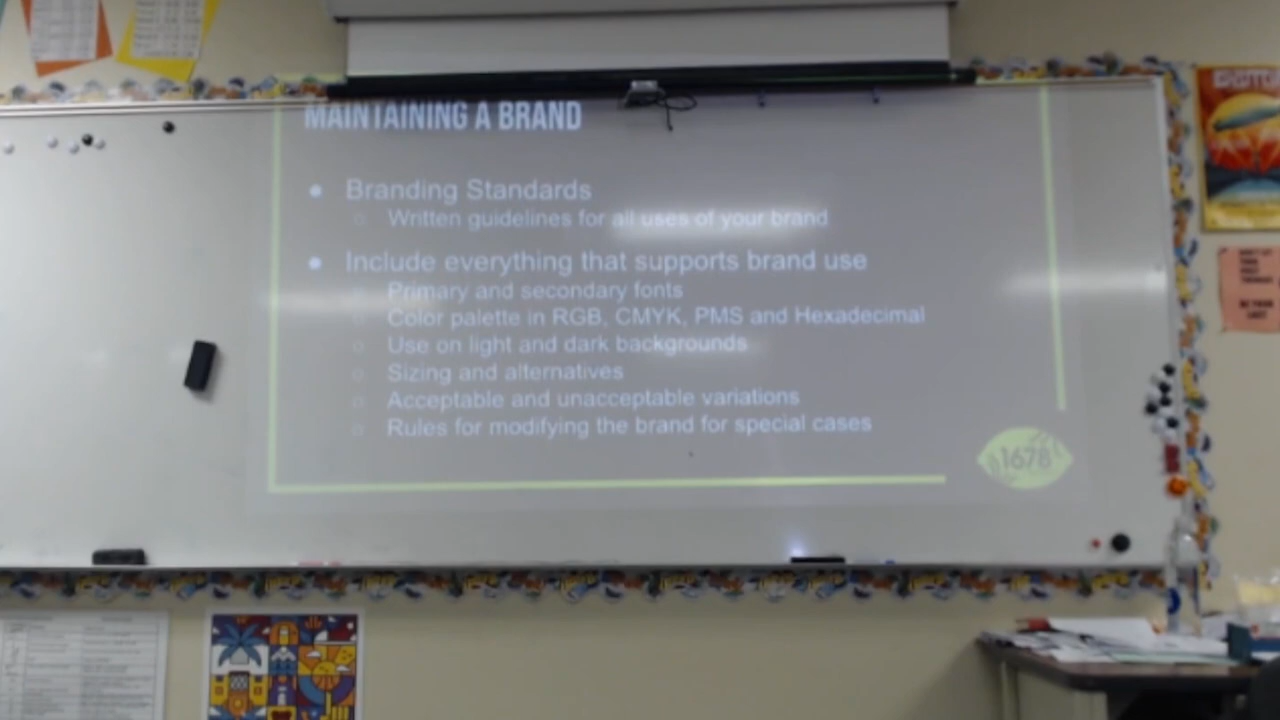 MAINTAINING A BRAND
● Branding Standards
○ Written guidelines for all uses of your brand
● Include everything that supports brand use
○ Primary and secondary fonts
○ Color palette in RGB, CMYK, PMS and Hexadecimal
○ Use on light and dark backgrounds
○ Sizing and alternatives
○ Acceptable and unacceptable variations
○ Rules for modifying the brand for special cases
1678